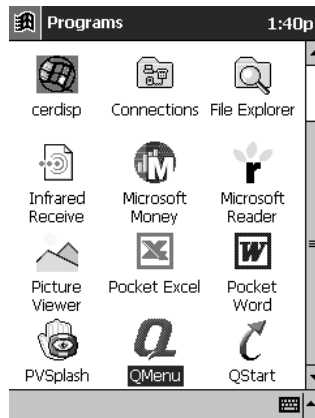 Programs 1:40p
cerdisp Connections File Explorer
Infrared Microsoft Microsoft
Receive Money Reader
Picture Pocket Excel Pocket
Viewer Word
PVSplash QMenu QStart